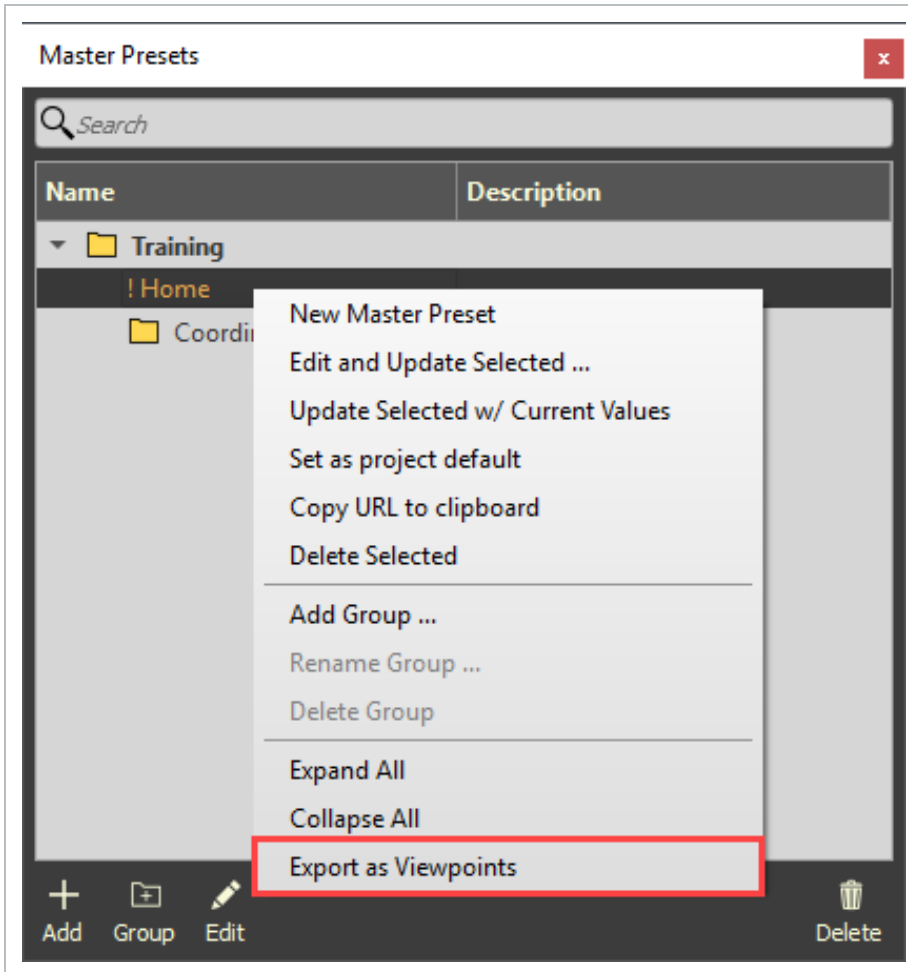 Master Presets
x
Search
Name Description
Training
! Home
New Master Preset
Edit and Update Selected ...
Update Selected w/ Current Values
Set as project default
Copy URL to clipboard
Delete Selected
Add Group ...
Rename Group ...
Delete Group
Expand All
Collapse All
Export as Viewpoints
Add Group Edit Delete